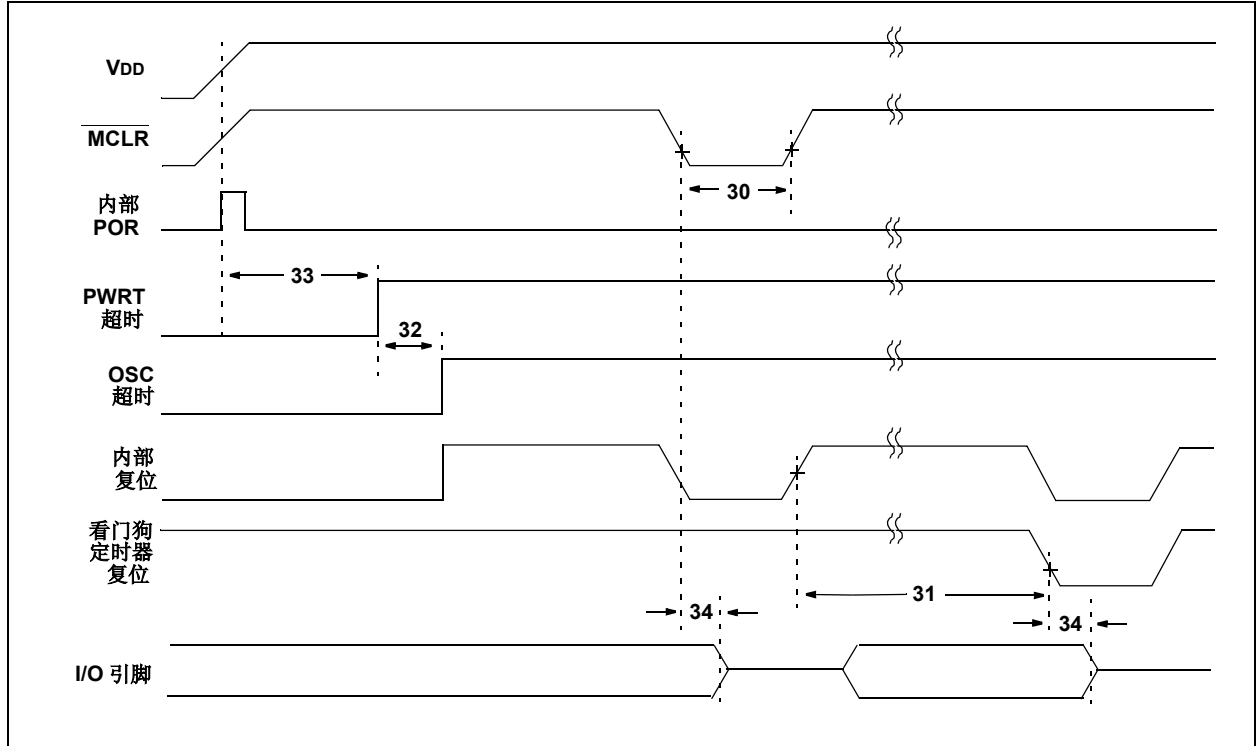 VDD
MCLR
30
内部
POR
33
PWRT
超时
32
OSC
超时
内部
复位
看门狗
定时器
复位
31
34
34
I/O 引脚